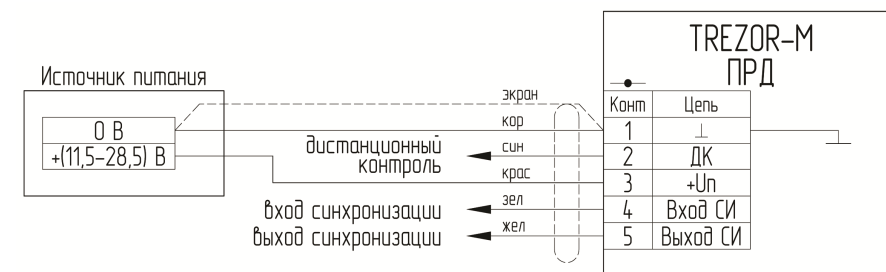 TREZOR-M
ПРД
Источник питания
0 В
+(11,5-28,5) В
экран
кор
дистанционный
контроль
син
крас
вход синхронизации
зел
выход синхронизации
жел
Конт Цепь
1 ⊥
2 ДК
3 +Uп
4 Вход СИ
5 Выход СИ